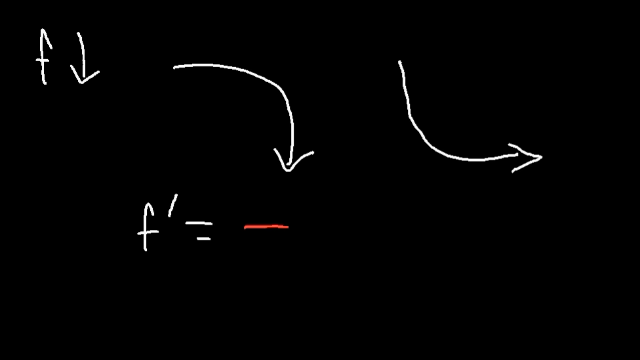 f ↓
f' = −